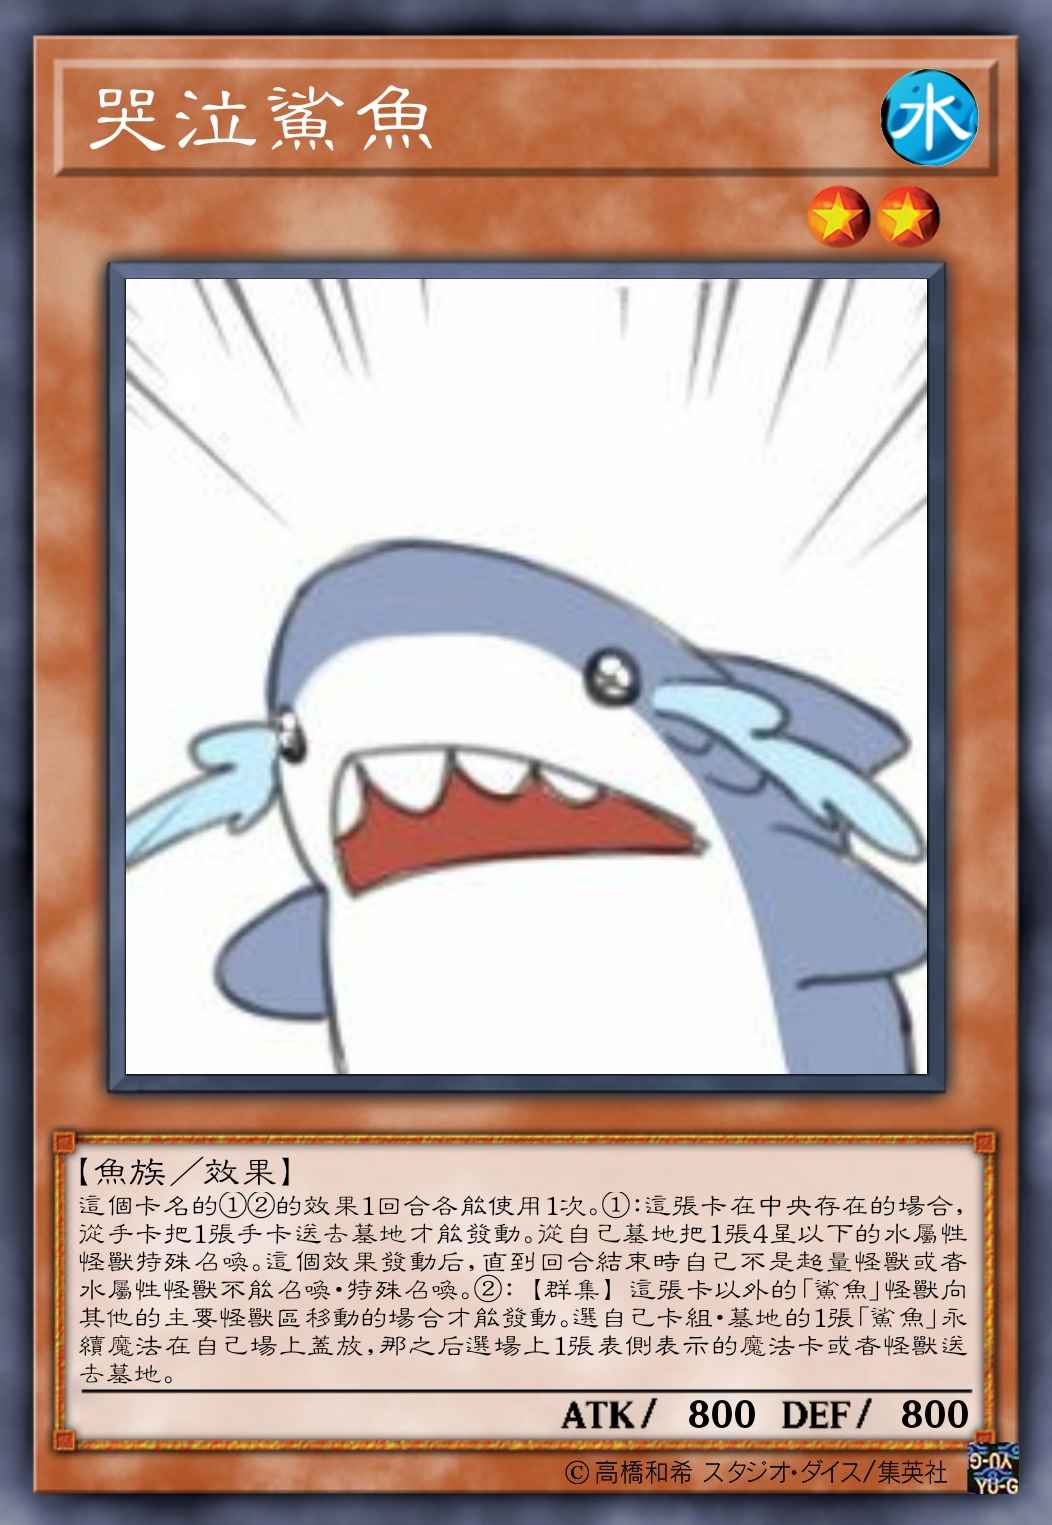 哭泣鯊魚
水
【魚族／效果】
這個卡名的①②的效果1回合各能使用1次。①:這張卡在中央存在的場合,
從手卡把1張手卡送去墓地才能發動。從自己墓地把1張4星以下的水屬性
怪獸特殊召喚。這個效果發動后,直到回合結束時自己不是超量怪獸或者
水屬性怪獸不能召喚·特殊召喚。②:【群集】這張卡以外的「鯊魚」怪獸向
其他的主要怪獸區移動的場合才能發動。選自己卡組·墓地的1張「鯊魚」永
續魔法在自己場上蓋放,那之后選場上1張表側表示的魔法卡或者怪獸送
去墓地。
ATK/ 800 DEF/ 800
©高橋和希 スタジオ·ダイス/集英社
YU-G
YU-G